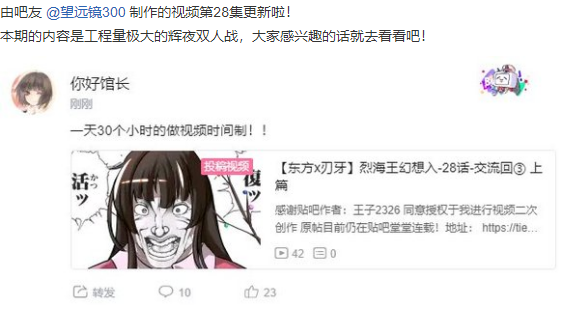 由吧友 @望远镜300 制作的视频第28集更新啦！
本期的内容是工程量极大的辉夜双人战，大家感兴趣的话就去看看吧！
你好馆长
刚刚
一天30个小时的做视频时间制！！
投稿视频
活ッ
かつ
復ッ
【东方x刃牙】烈海王幻想入-28话-交流回③ 上
篇
感谢贴吧作者：王子2326 同意授权于我进行视频二次
创作 原帖目前仍在贴吧堂堂连载！地址： https://tie...
42 0
转发 10 23